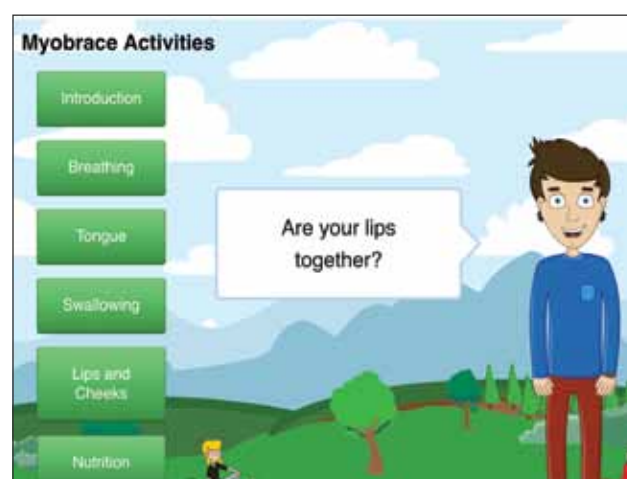 Myobrace Activities
Introduction
Breathing
Tongue
Swallowing
Lips and
Cheeks
Nutrition
Are your lips
together?